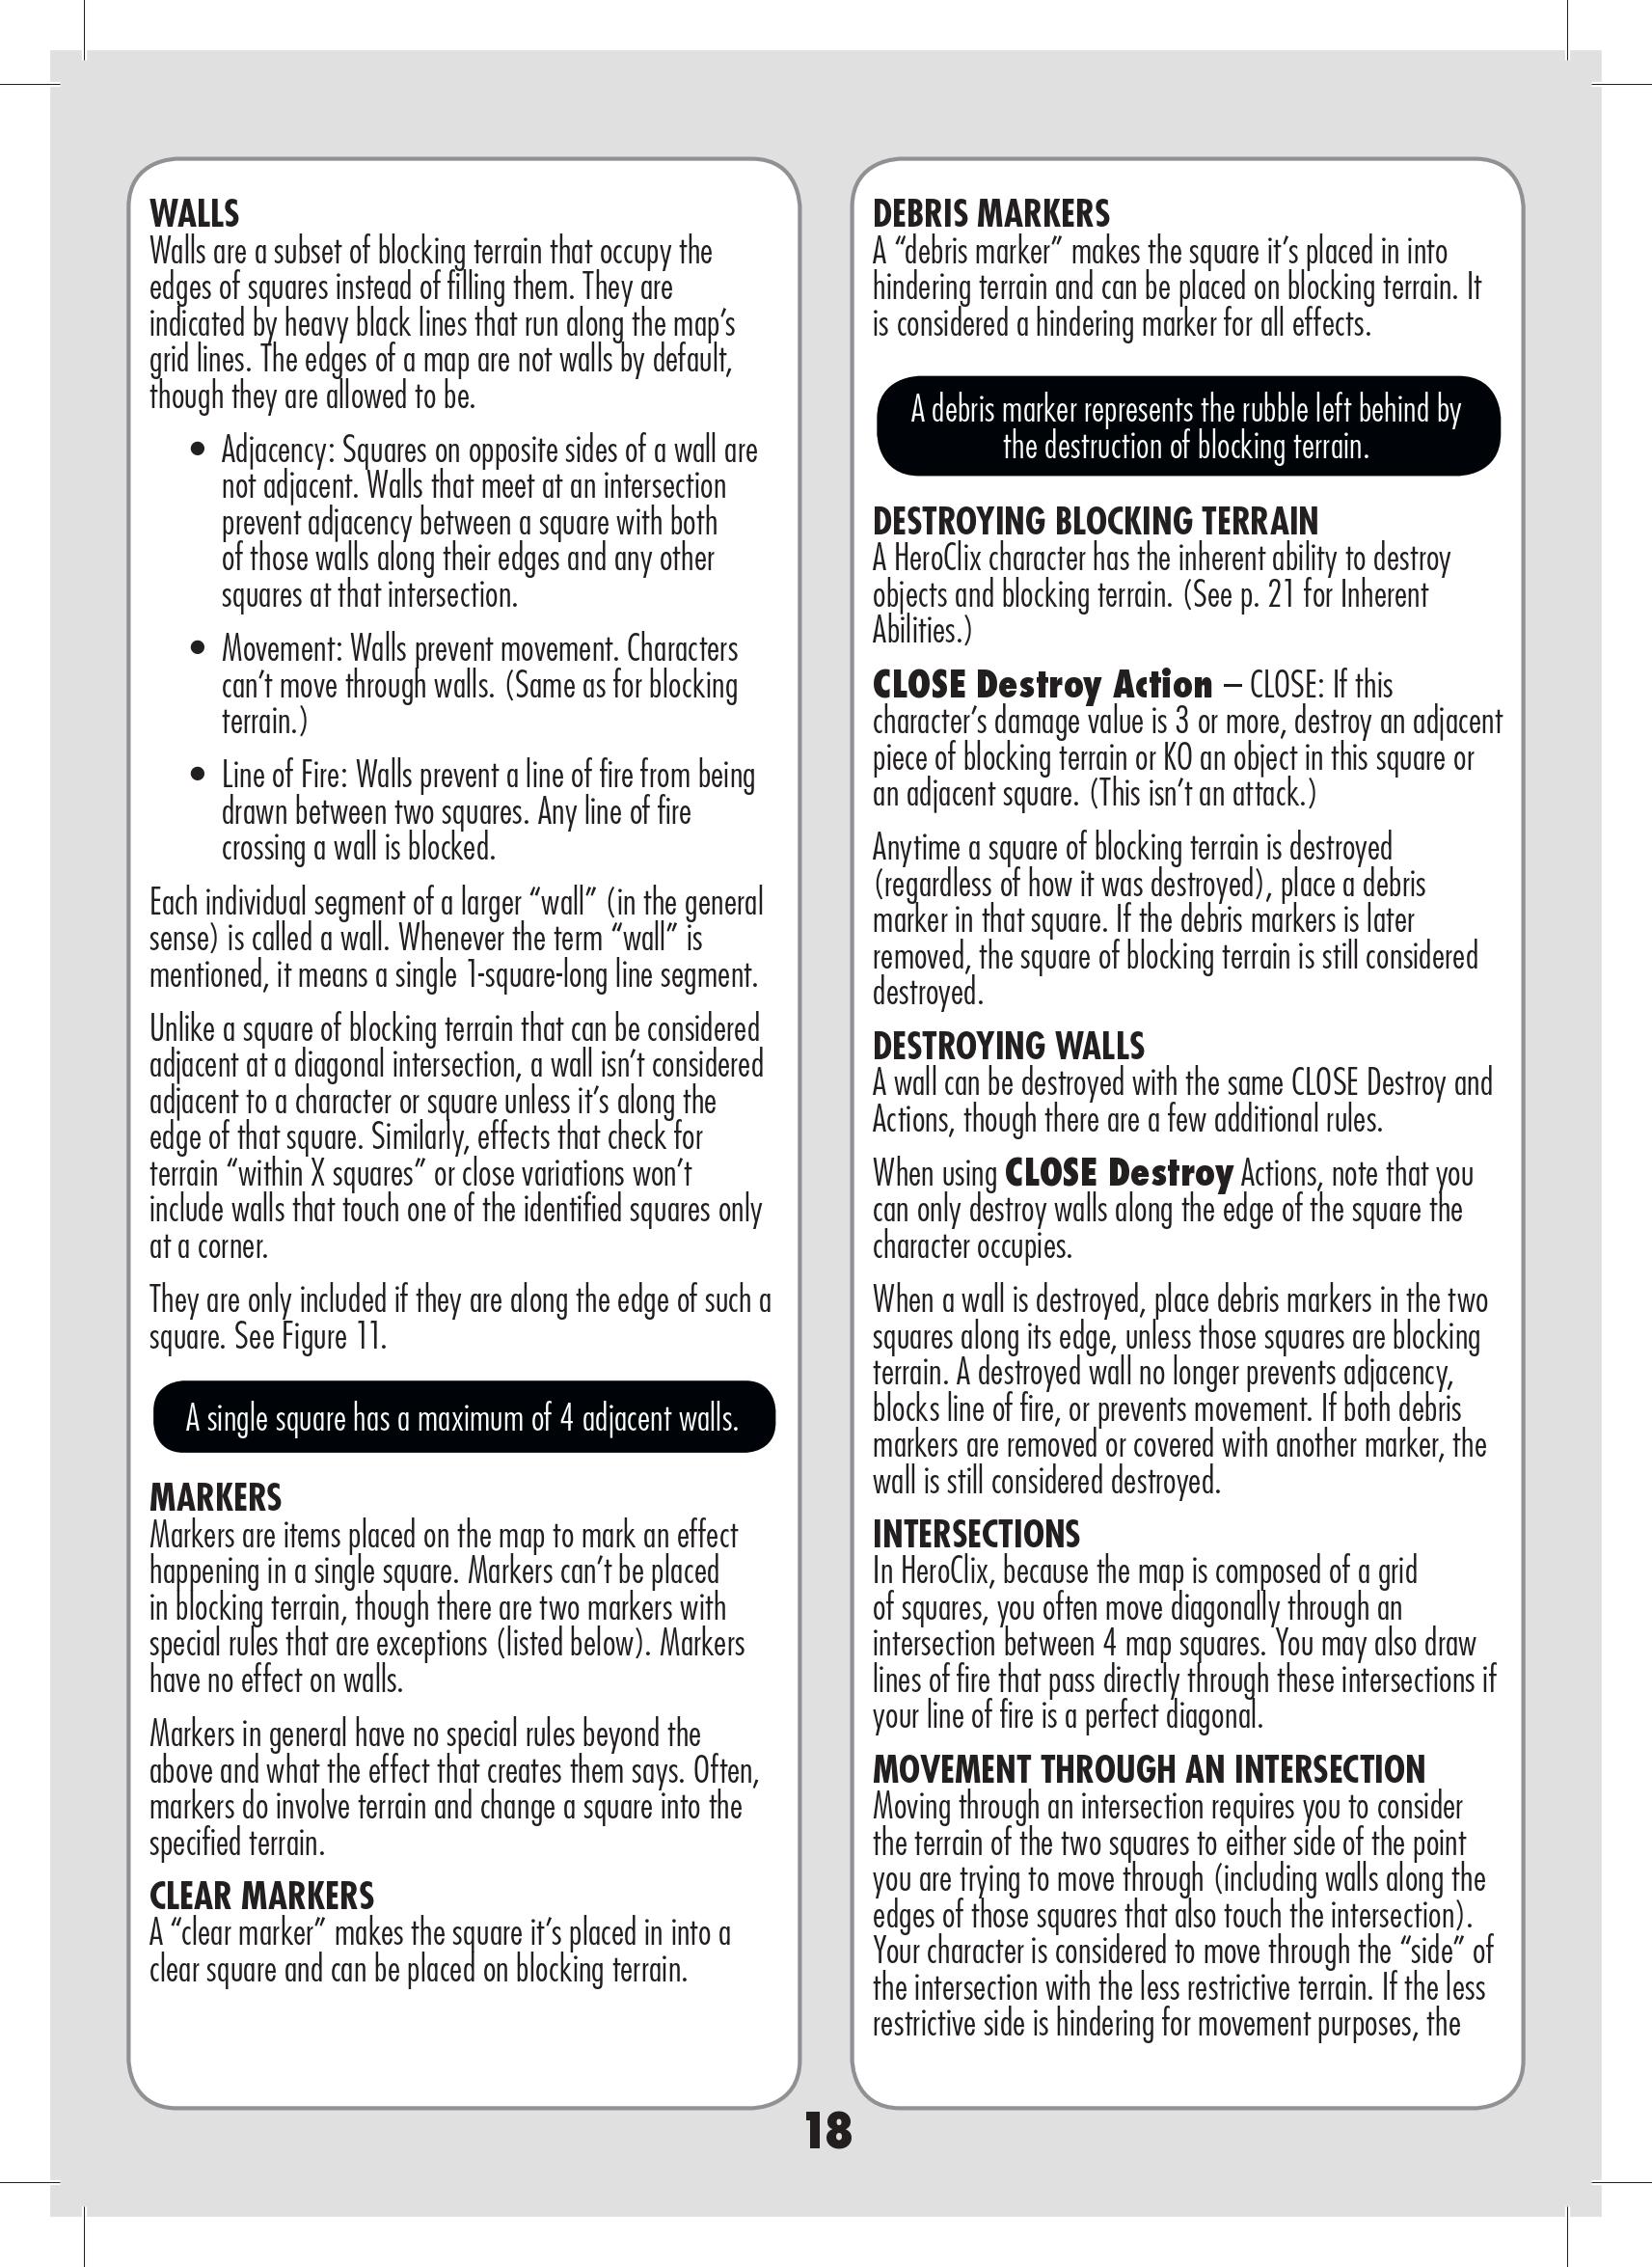 WALLS
Walls are a subset of blocking terrain that occupy the
edges of squares instead of filling them. They are
indicated by heavy black lines that run along the map's
grid lines. The edges of a map are not walls by default,
though they are allowed to be.
• Adjacency: Squares on opposite sides of a wall are
not adjacent. Walls that meet at an intersection
prevent adjacency between a square with both
of those walls along their edges and any other
squares at that intersection.
• Movement: Walls prevent movement. Characters
can't move through walls. (Same as for blocking
terrain.)
• Line of Fire: Walls prevent a line of fire from being
drawn between two squares. Any line of fire
crossing a wall is blocked.
Each individual segment of a larger “wall” (in the general
sense) is called a wall. Whenever the term “wall” is
mentioned, it means a single 1-square-long line segment.
Unlike a square of blocking terrain that can be considered
adjacent at a diagonal intersection, a wall isn't considered
adjacent to a character or square unless it's along the
edge of that square. Similarly, effects that check for
terrain “within X squares” or close variations won't
include walls that touch one of the identified squares only
at a corner.
They are only included if they are along the edge of such a
square. See Figure 11.
A single square has a maximum of 4 adjacent walls.
MARKERS
Markers are items placed on the map to mark an effect
happening in a single square. Markers can't be placed
in blocking terrain, though there are two markers with
special rules that are exceptions (listed below). Markers
have no effect on walls.
Markers in general have no special rules beyond the
above and what the effect that creates them says. Often,
markers do involve terrain and change a square into the
specified terrain.
CLEAR MARKERS
A “clear marker” makes the square it's placed in into a
clear square and can be placed on blocking terrain.
DEBRIS MARKERS
A “debris marker” makes the square it's placed in into
hindering terrain and can be placed on blocking terrain. It
is considered a hindering marker for all effects.
A debris marker represents the rubble left behind by
the destruction of blocking terrain.
DESTROYING BLOCKING TERRAIN
A HeroClix character has the inherent ability to destroy
objects and blocking terrain. (See p. 21 for Inherent
Abilities.)
CLOSE Destroy Action – CLOSE: If this
character's damage value is 3 or more, destroy an adjacent
piece of blocking terrain or KO an object in this square or
an adjacent square. (This isn't an attack.)
Anytime a square of blocking terrain is destroyed
(regardless of how it was destroyed), place a debris
marker in that square. If the debris markers is later
removed, the square of blocking terrain is still considered
destroyed.
DESTROYING WALLS
A wall can be destroyed with the same CLOSE Destroy and
Actions, though there are a few additional rules.
When using CLOSE Destroy Actions, note that you
can only destroy walls along the edge of the square the
character occupies.
When a wall is destroyed, place debris markers in the two
squares along its edge, unless those squares are blocking
terrain. A destroyed wall no longer prevents adjacency,
blocks line of fire, or prevents movement. If both debris
markers are removed or covered with another marker, the
wall is still considered destroyed.
INTERSECTIONS
In HeroClix, because the map is composed of a grid
of squares, you often move diagonally through an
intersection between 4 map squares. You may also draw
lines of fire that pass directly through these intersections if
your line of fire is a perfect diagonal.
MOVEMENT THROUGH AN INTERSECTION
Moving through an intersection requires you to consider
the terrain of the two squares to either side of the point
you are trying to move through (including walls along the
edges of those squares that also touch the intersection).
Your character is considered to move through the “side” of
the intersection with the less restrictive terrain. If the less
restrictive side is hindering for movement purposes, the
18